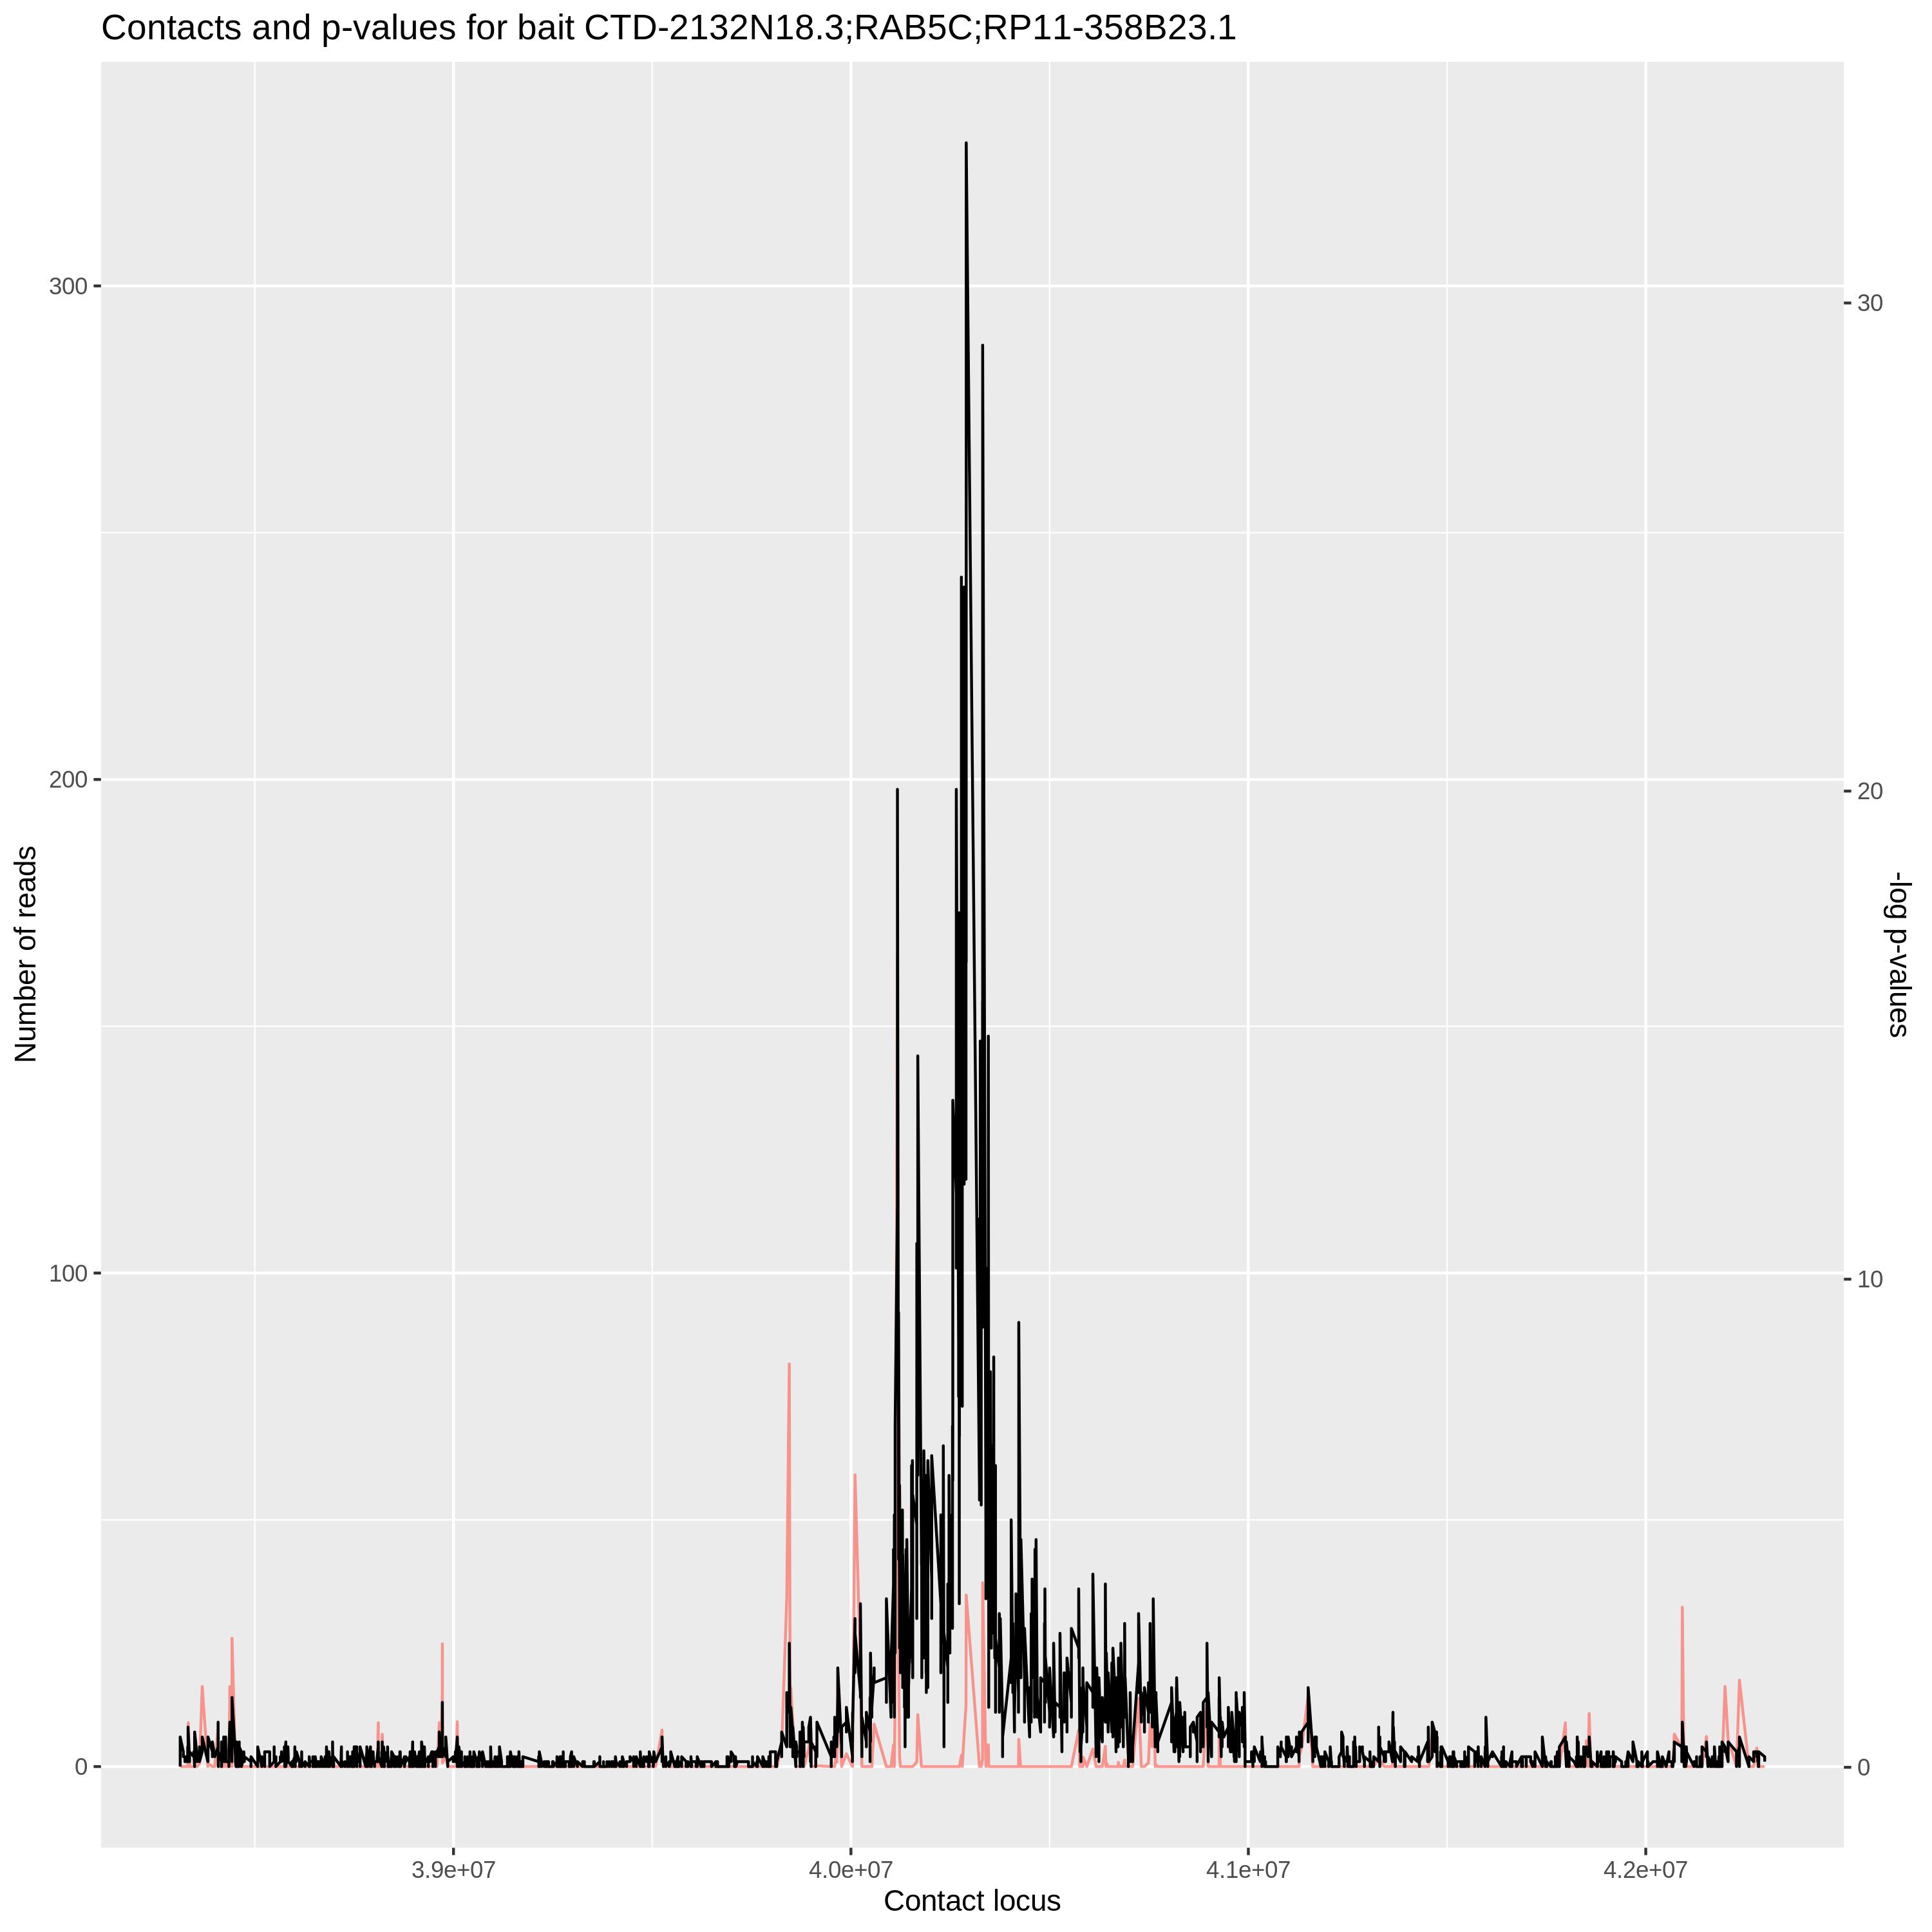 Contacts and p-values for bait CTD-2132N18.3;RAB5C;RP11-358B23.1
300
200
100
0
Number of reads
30
20
10
0
-log p-values
3.9e+07
4.0e+07
4.1e+07
4.2e+07
Contact locus